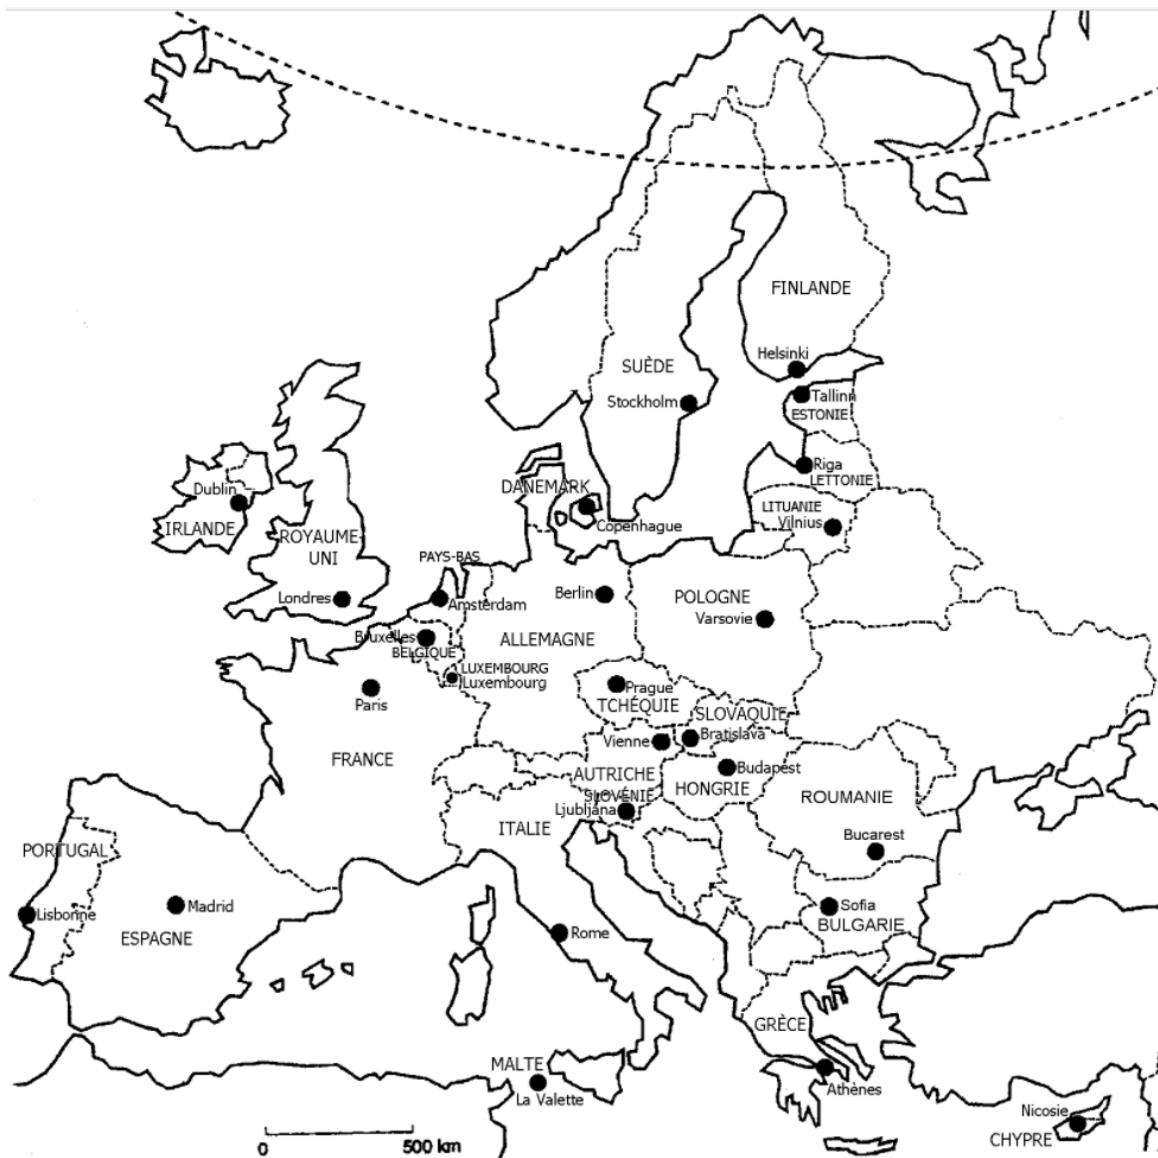 FINLANDE
Helsinki
SUÈDE
Stockholm
Tallinn
ESTONIE
Riga
LETTONIE
Dublin
IRLANDE
DANEMARK
Copenhague
LITUANIE
Vilnius
ROYAUME-
UNI
Londres
PAYS-BAS
Amsterdam
Berlin
POLOGNE
Varsovie
Bruxelles
BELGIQUE
ALLEMAGNE
LUXEMBOURG
Luxembourg
Paris
Prague
TCHÉQUIE
SLOVAQUIE
Bratislava
Vienne
FRANCE
AUTRICHE
Budapest
HONGRIE
SLOVÉNIE
Ljubljana
ROUMANIE
ITALIE
Bucarest
PORTUGAL
Lisbonne
Madrid
ESPAGNE
Rome
Sofia
BULGARIE
GRÈCE
MALTE
La Valette
Athènes
Nicosie
CHYPRE
0
500 km